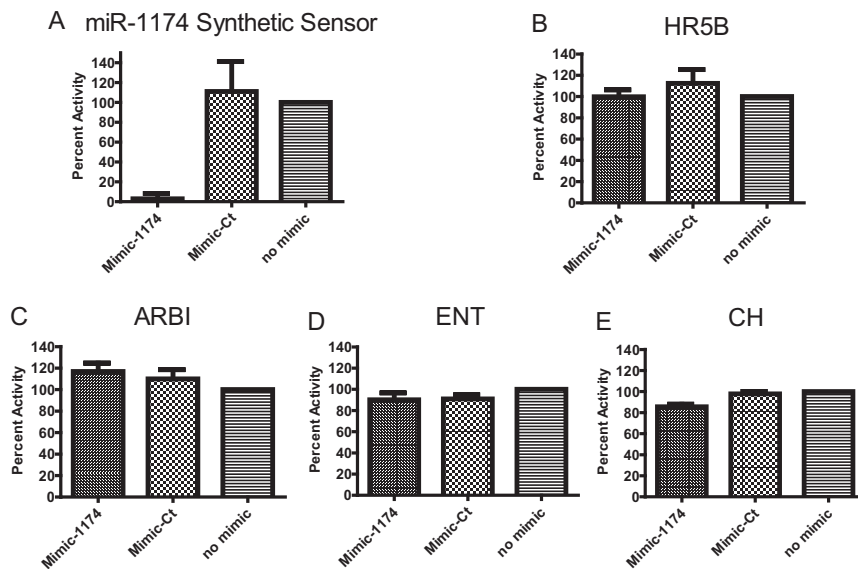 A miR-1174 Synthetic Sensor
Percent Activity
140
120
100
80
60
40
20
0
Mimic-1174
Mimic-Ct
no mimic
B HR5B
Percent Activity
140
120
100
80
60
40
20
0
Mimic-1174
Mimic-Ct
no mimic
C ARBI
Percent Activity
140
120
100
80
60
40
20
0
Mimic-1174
Mimic-Ct
no mimic
D ENT
Percent Activity
140
120
100
80
60
40
20
0
Mimic-1174
Mimic-Ct
no mimic
E CH
Percent Activity
140
120
100
80
60
40
20
0
Mimic-1174
Mimic-Ct
no mimic